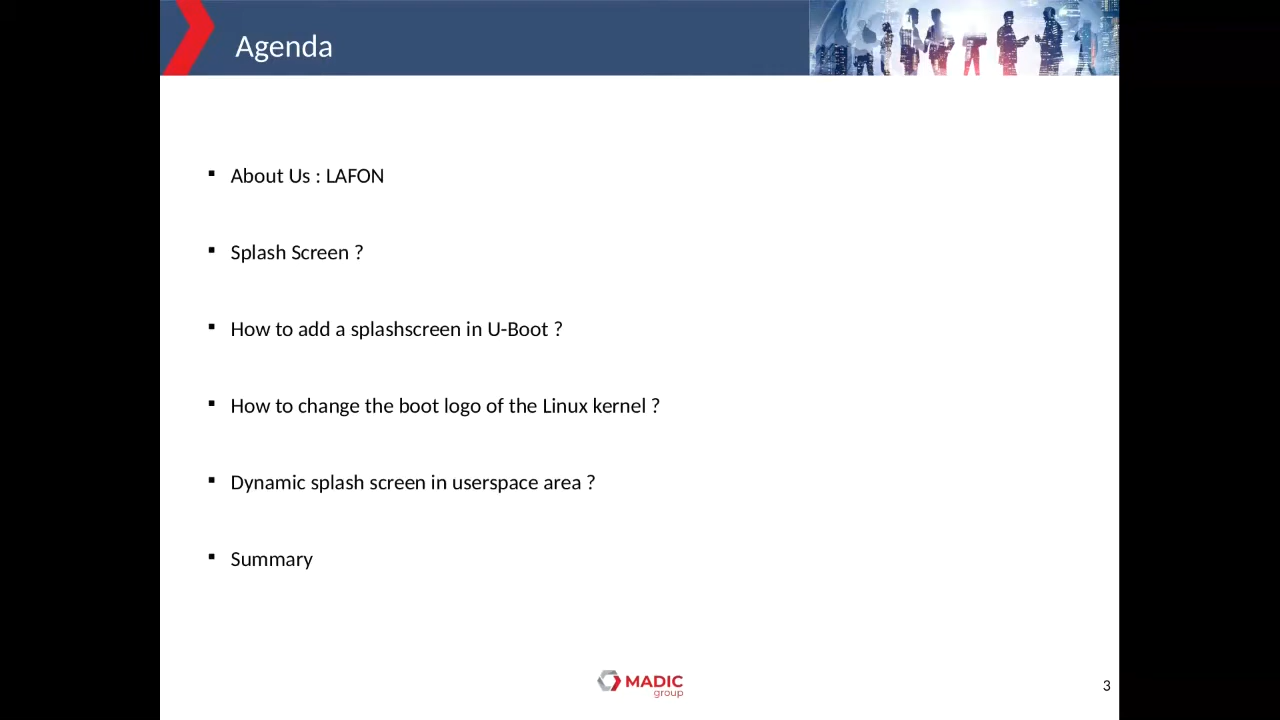 Agenda
▪ About Us : LAFON
▪ Splash Screen ?
▪ How to add a splashscreen in U-Boot ?
▪ How to change the boot logo of the Linux kernel ?
▪ Dynamic splash screen in userspace area ?
▪ Summary
MADIC
group
3